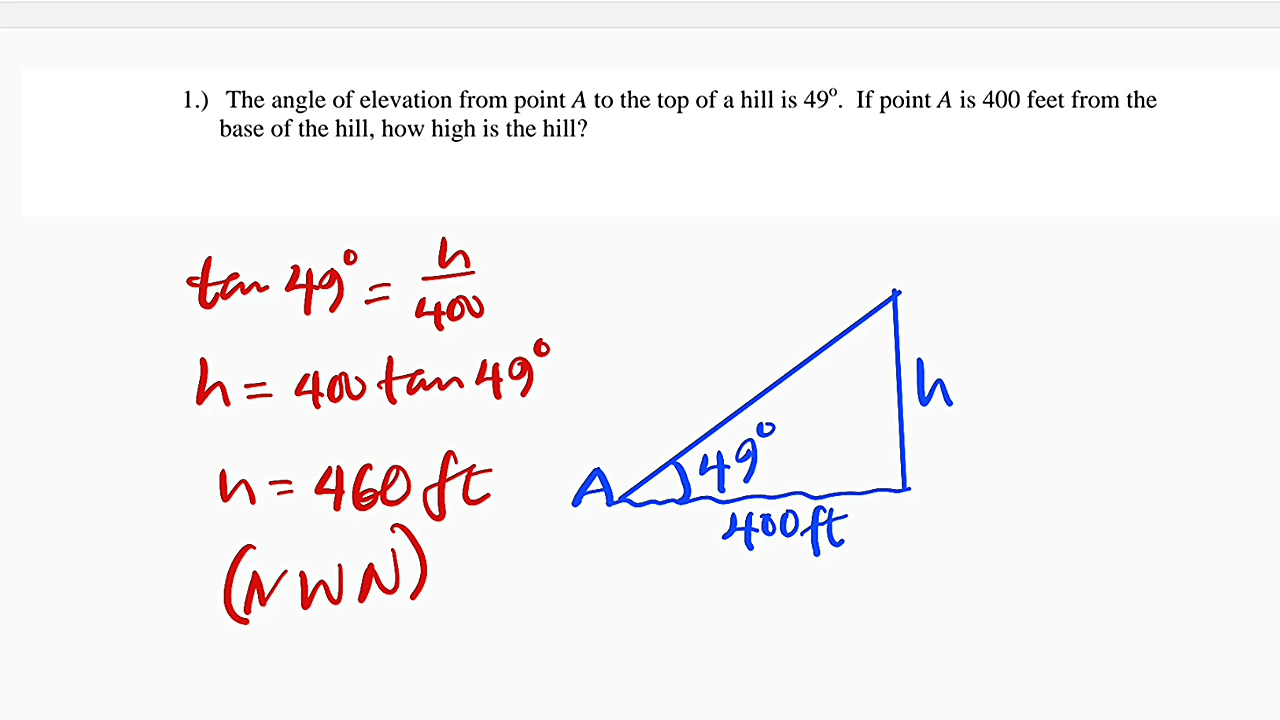 1.) The angle of elevation from point A to the top of a hill is 49°. If point A is 400 feet from the
base of the hill, how high is the hill?
tan 49° = h/400
h = 400 tan 49°
h = 460 ft
(NWN)
h
49°
A
400 ft